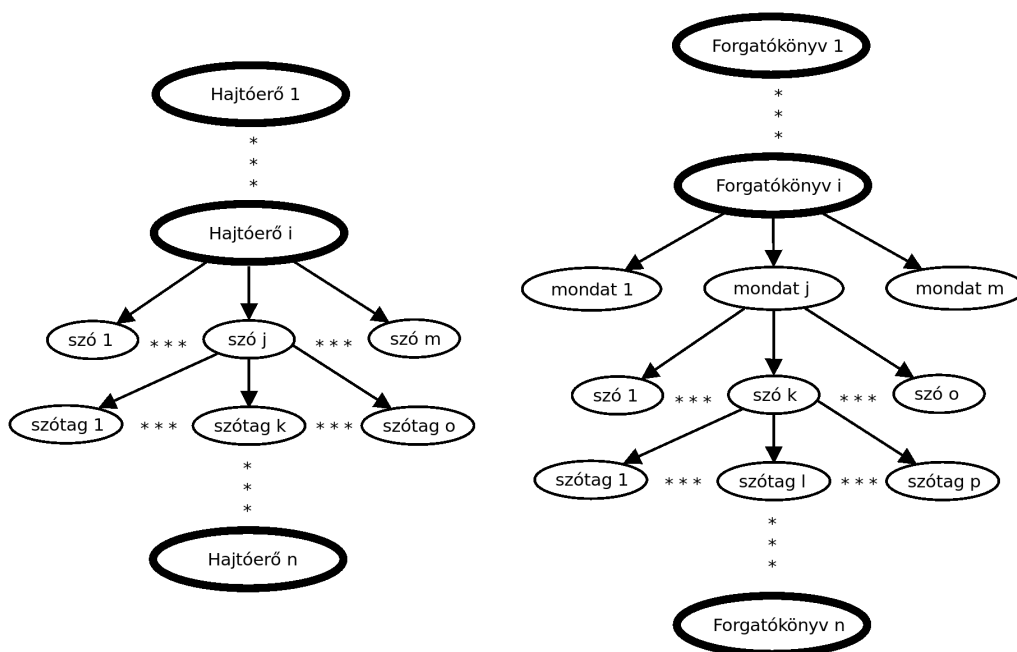 Hajtóerő 1
*
*
*
Hajtóerő i
szó 1
* * *
szó j
* * *
szó m
szótag 1
* * *
szótag k
* * *
szótag o
*
*
*
Hajtóerő n
Forgatókönyv 1
*
*
*
Forgatókönyv i
mondat 1
mondat j
mondat m
szó 1
* * *
szó k
* * *
szó o
szótag 1
* * *
szótag l
* * *
szótag p
*
*
*
Forgatókönyv n